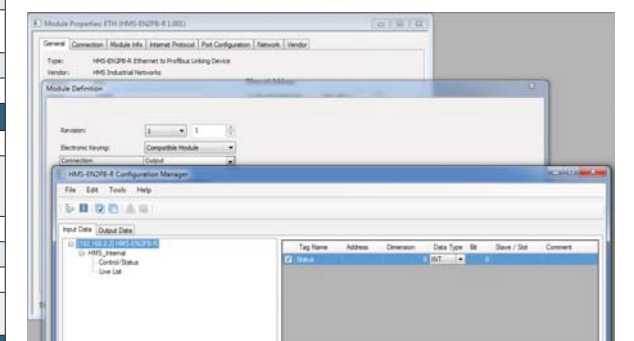 Module Properties: ETH (HMS-EN2PB-R 1.001)
General Connection Module Info Internet Protocol Port Configuration Network Vendor
Type: HMS-EN2PB-R Ethernet to Profibus Linking Device
Vendor: HMS Industrial Networks
Module Definition
Revision: 1 1
Electronic Keying: Compatible Module
Connection Output
HMS-EN2PB-R Configuration Manager
File Edit Tools Help
Input Data Output Data
HMS-EN2PB-R
Tag Name Address Dimension Data Type Bit Slave / Slot Comment
HMS_Internal
Status 0 INT 0
Control/Status
Live List